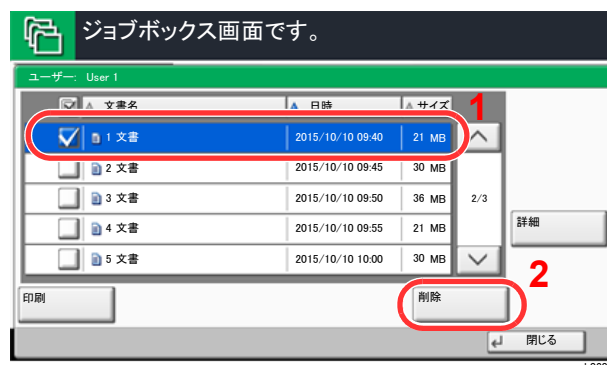 ジョブボックス画面です。
ユーザー: User 1
文書名 日時 サイズ 1
1 文書 2015/10/10 09:40 21 MB
2 文書 2015/10/10 09:45 30 MB
3 文書 2015/10/10 09:50 36 MB 2/3
4 文書 2015/10/10 09:55 21 MB
詳細
5 文書 2015/10/10 10:00 30 MB
2
印刷 削除
閉じる